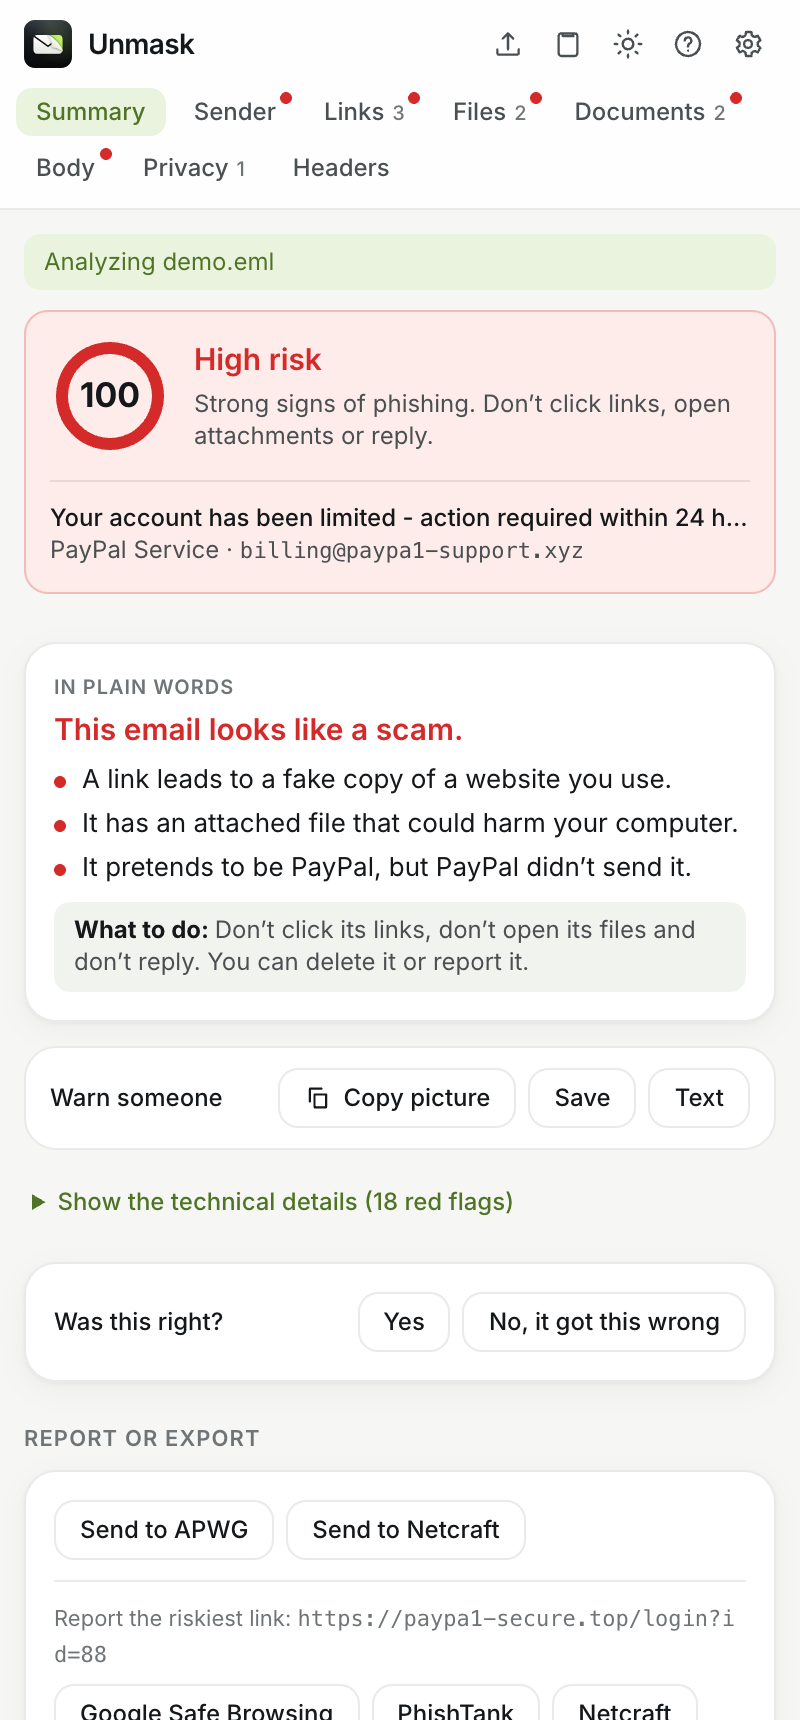 Unmask
Summary Sender Links 3 Files 2 Documents 2
Body Privacy 1 Headers
Analyzing demo.eml
100
High risk
Strong signs of phishing. Don’t click links, open
attachments or reply.
Your account has been limited - action required within 24 h...
PayPal Service · billing@paypa1-support.xyz
IN PLAIN WORDS
This email looks like a scam.
A link leads to a fake copy of a website you use.
It has an attached file that could harm your computer.
It pretends to be PayPal, but PayPal didn’t send it.
What to do: Don’t click its links, don’t open its files and
don’t reply. You can delete it or report it.
Warn someone Copy picture Save Text
Show the technical details (18 red flags)
Was this right? Yes No, it got this wrong
REPORT OR EXPORT
Send to APWG Send to Netcraft
Report the riskiest link: https://paypa1-secure.top/login?i
d=88
Google Safe Browsing PhishTank Netcraft